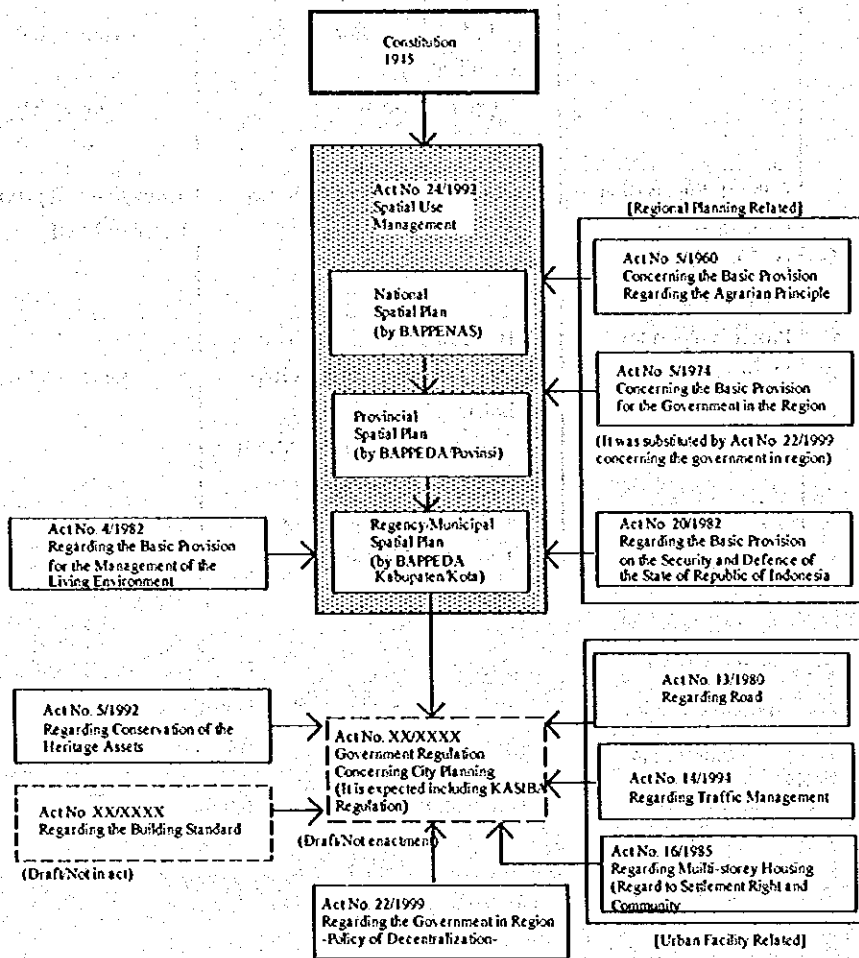 Constitution
1945
Act No. 24/1992
Spatial Use
Management
[Regional Planning Related]
National
Spatial Plan
(by BAPPENAS)
Act No. 5/1960
Concerning the Basic Provision
Regarding the Agrarian Principle
Provincial
Spatial Plan
(by BAPPEDA/Povinsi)
Act No. 5/1974
Concerning the Basic Provision
for the Government in the Region
(It was substituted by Act No. 22/1999
concerning the government in region)
Act No. 4/1982
Regarding the Basic Provision
for the Management of the
Living Environment
Regency/Municipal
Spatial Plan
(by BAPPEDA
Kabupaten/Kota)
Act No. 20/1982
Regarding the Basic Provision
on the Security and Defence of
the State of Republic of Indonesia
Act No. 5/1992
Regarding Conservation of the
Heritage Assets
Act No. XX/XXXX
Government Regulation
Concerning City Planning
(It is expected including KASIBA
Regulation)
(Draft/Not enactment)
Act No. 13/1980
Regarding Road
Act No. 14/1994
Regarding Traffic Management
Act No. XX/XXXX
Regarding the Building Standard
(Draft/Not in act)
Act No. 16/1985
Regarding Muilti-storey Housing
(Regard to Settlement Right and
Community
Act No. 22/1999
Regarding the Government in Region
-Policy of Decentralization-
[Urban Facility Related]